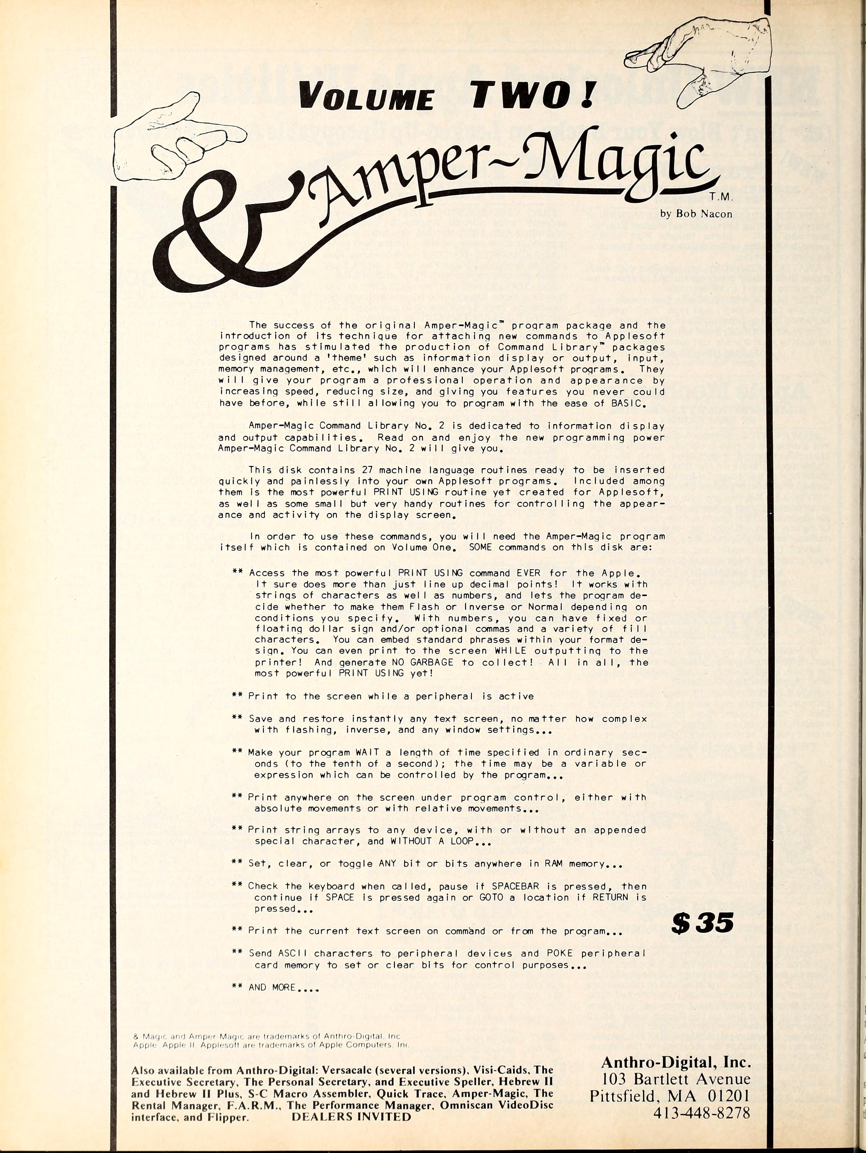 VOLUME TWO!
& Amper~Magic
T.M.
by Bob Nacon
The success of the original Amper-Magic™ program package and the
introduction of its technique for attaching new commands to Applesoft
programs has stimulated the production of Command Library™ packages
designed around a 'theme' such as information display or output, input,
memory management, etc., which will enhance your Applesoft programs. They
will give your program a professional operation and appearance by
increasing speed, reducing size, and giving you features you never could
have before, while still allowing you to program with the ease of BASIC.
Amper-Magic Command Library No. 2 is dedicated to information display
and output capabilities. Read on and enjoy the new programming power
Amper-Magic Command Library No. 2 will give you.
This disk contains 27 machine language routines ready to be inserted
quickly and painlessly into your own Applesoft programs. Included among
them is the most powerful PRINT USING routine yet created for Applesoft,
as well as some small but very handy routines for controlling the appear-
ance and activity on the display screen.
In order to use these commands, you will need the Amper-Magic program
itself which is contained on Volume One. SOME commands on this disk are:
** Access the most powerful PRINT USING command EVER for the Apple.
It sure does more than just line up decimal points! It works with
strings of characters as well as numbers, and lets the program de-
cide whether to make them Flash or Inverse or Normal depending on
conditions you specify. With numbers, you can have fixed or
floating dollar sign and/or optional commas and a variety of fill
characters. You can embed standard phrases within your format de-
sign. You can even print to the screen WHILE outputting to the
printer! And generate NO GARBAGE to collect! All in all, the
most powerful PRINT USING yet!
** Print to the screen while a peripheral is active
** Save and restore instantly any text screen, no matter how complex
with flashing, inverse, and any window settings...
** Make your program WAIT a length of time specified in ordinary sec-
onds (to the tenth of a second); the time may be a variable or
expression which can be controlled by the program...
** Print anywhere on the screen under program control, either with
absolute movements or with relative movements...
** Print string arrays to any device, with or without an appended
special character, and WITHOUT A LOOP...
** Set, clear, or toggle ANY bit or bits anywhere in RAM memory...
** Check the keyboard when called, pause if SPACEBAR is pressed, then
continue if SPACE is pressed again or GOTO a location if RETURN is
pressed...
** Print the current text screen on command or from the program...
** Send ASCII characters to peripheral devices and POKE peripheral
card memory to set or clear bits for control purposes...
** AND MORE....
$35
& Magic and Amper-Magic are trademarks of Anthro-Digital, Inc.
Apple, Apple II, Applesoft are trademarks of Apple Computers, Inc.
Also available from Anthro-Digital: Versacalc (several versions), Visi-Caids, The
Executive Secretary, The Personal Secretary, and Executive Speller, Hebrew II
and Hebrew II Plus, S-C Macro Assembler, Quick Trace, Amper-Magic, The
Rental Manager, F.A.R.M., The Performance Manager, Omniscan VideoDisc
interface, and Flipper. DEALERS INVITED
Anthro-Digital, Inc.
103 Bartlett Avenue
Pittsfield, MA 01201
413-448-8278